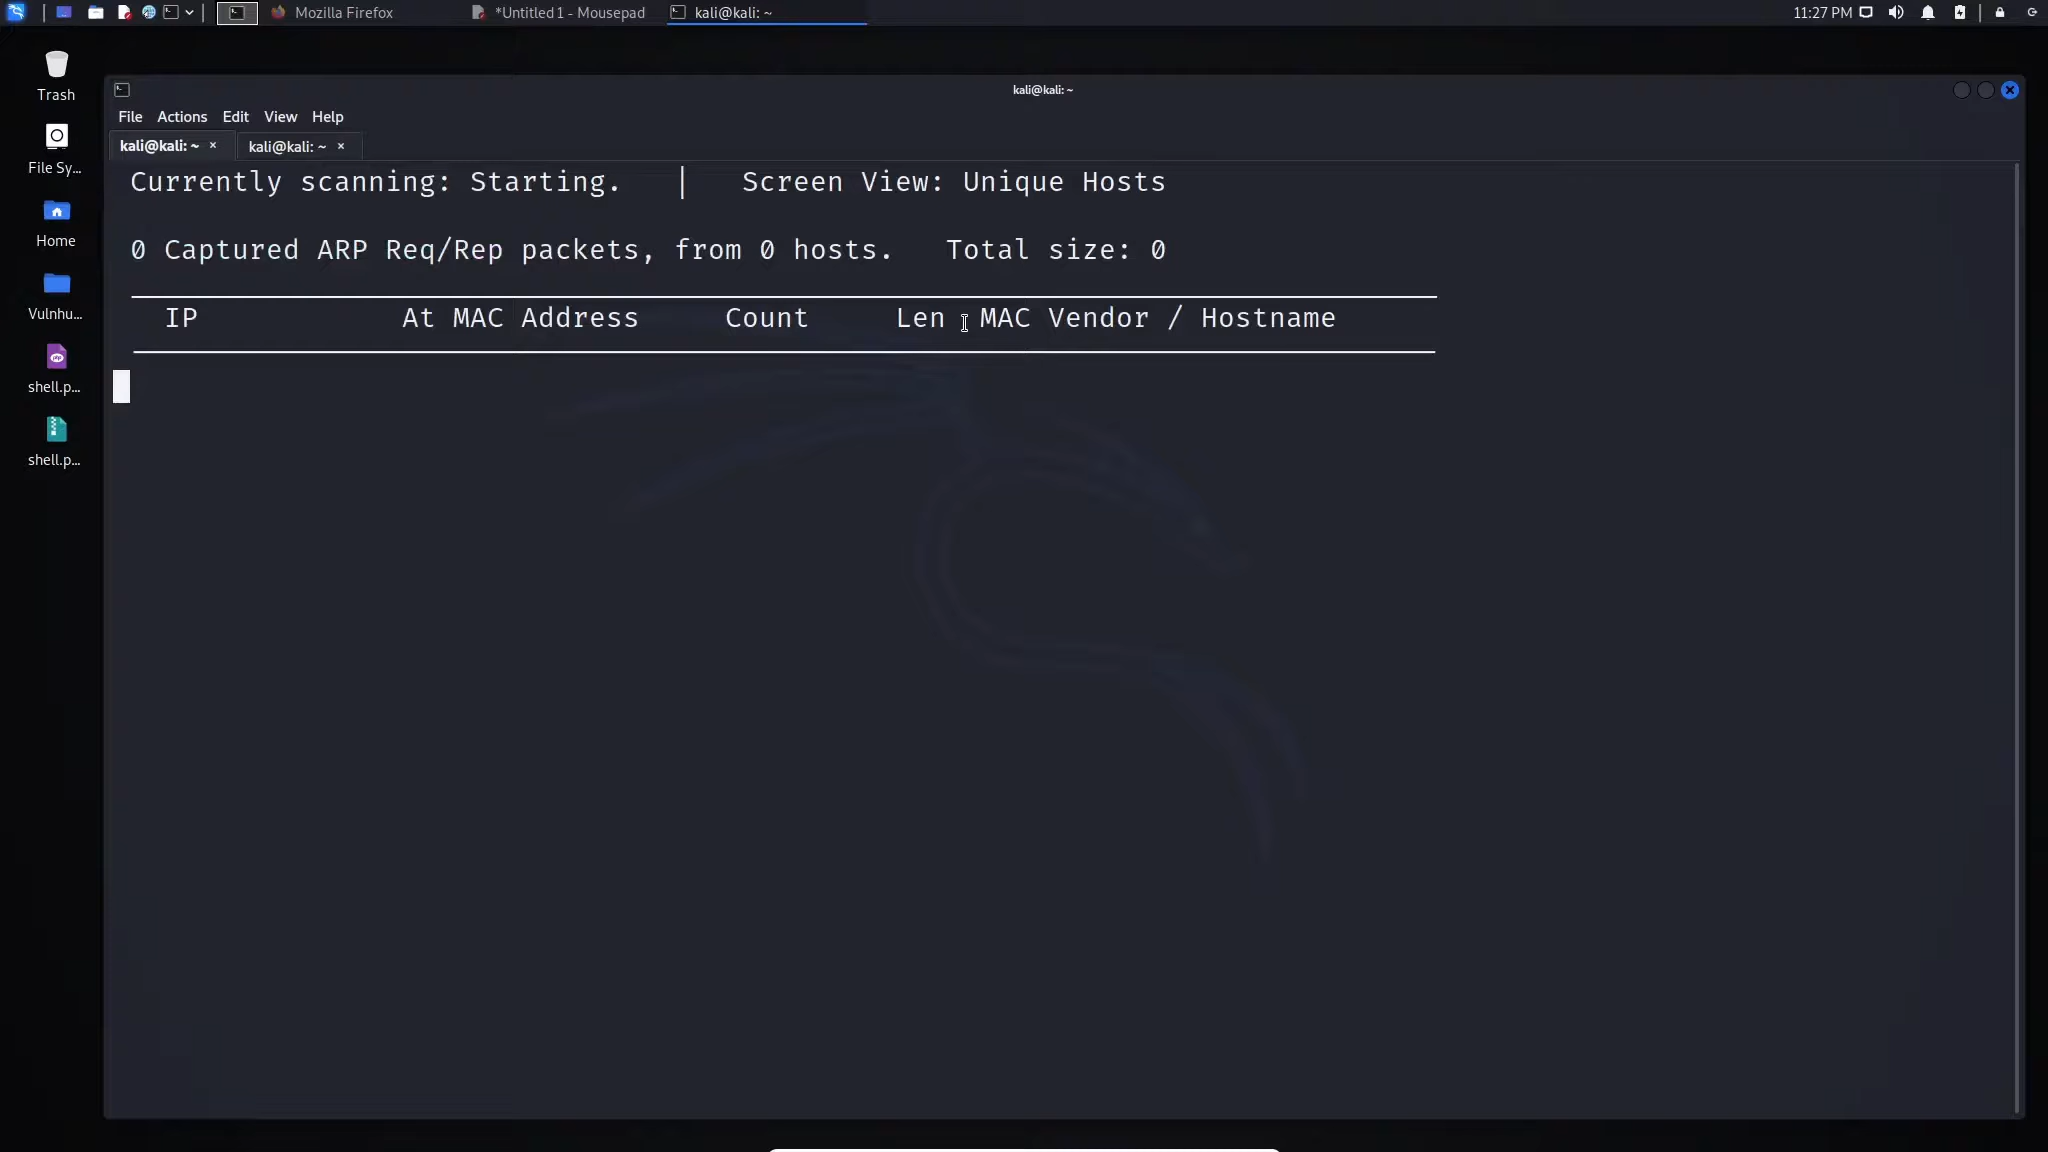 Mozilla Firefox
*Untitled 1 - Mousepad
kali@kali: ~
11:27 PM
Trash
File Sy...
Home
Vulnhu...
shell.p...
shell.p...
kali@kali: ~
File Actions Edit View Help
kali@kali: ~ ×
kali@kali: ~ ×
Currently scanning: Starting. | Screen View: Unique Hosts
0 Captured ARP Req/Rep packets, from 0 hosts. Total size: 0
IP At MAC Address Count Len MAC Vendor / Hostname